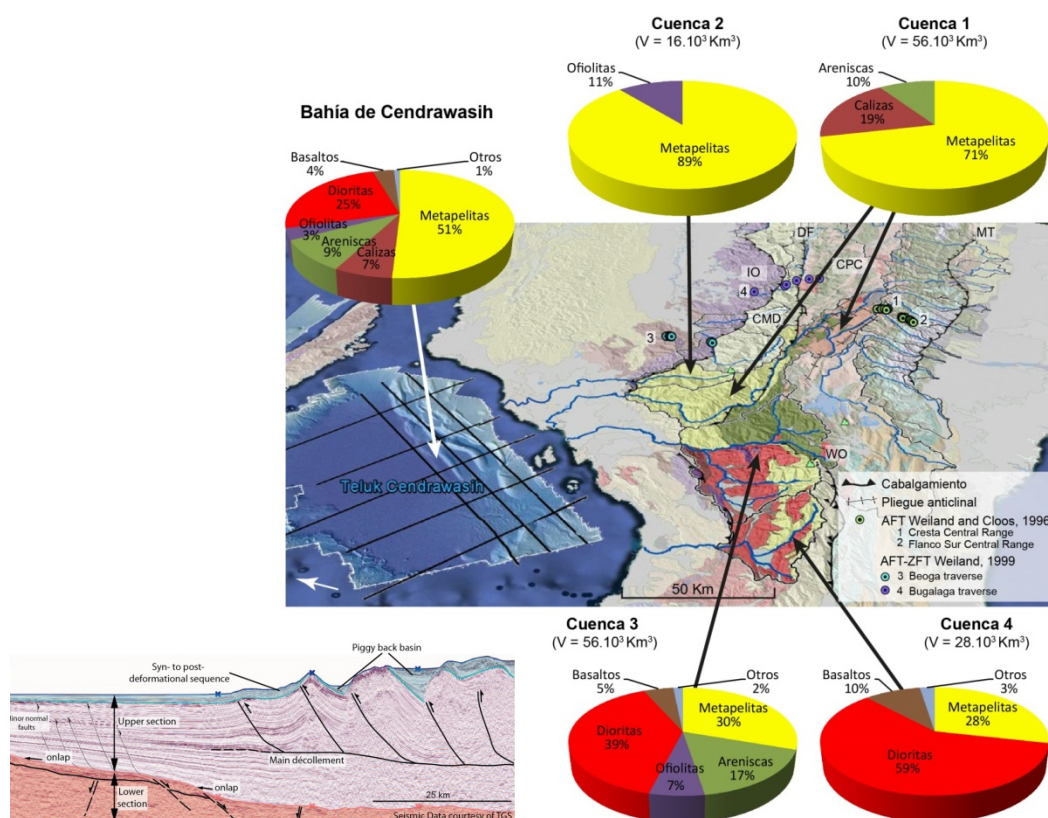 Cuenca 2
(V = 16.10³ Km³)
Ofiolitas
11%
Metapelitas
89%
Cuenca 1
(V = 56.10³ Km³)
Areniscas
10%
Calizas
19%
Metapelitas
71%
Bahía de Cendrawasih
Basaltos
4%
Otros
1%
Dioritas
25%
Ofiolitas
3%
Areniscas
9%
Calizas
7%
Metapelitas
51%
DF
MT
IO
CPC
4
CMD
1
2
3
WO
Teluk Cendrawasih
50 Km
Cabalgamiento
Pliegue anticlinal
AFT Weiland and Cloos, 1996
1 Cresta Central Range
2 Flanco Sur Central Range
AFT-ZFT Weiland, 1999
3 Beoga traverse
4 Bugalaga traverse
Cuenca 3
(V = 56.10³ Km³)
Basaltos
5%
Otros
2%
Metapelitas
30%
Dioritas
39%
Ofiolitas
7%
Areniscas
17%
Cuenca 4
(V = 28.10³ Km³)
Basaltos
10%
Otros
3%
Metapelitas
28%
Dioritas
59%
Piggy back basin
Syn- to post-
deformational sequence
Minor normal
faults
Upper section
onlap
Main décollement
Lower
section
onlap
25 km
Seismic Data courtesy of TGS